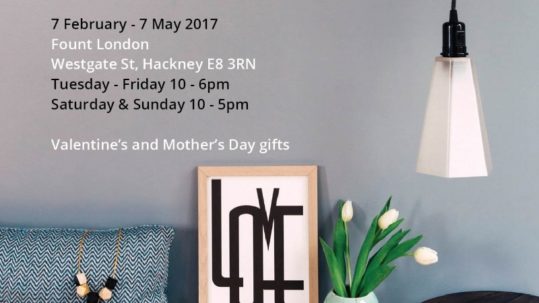 7 February - 7 May 2017
Fount London
Westgate St, Hackney E8 3RN
Tuesday - Friday 10 - 6pm
Saturday & Sunday 10 - 5pm
Valentine's and Mother's Day gifts
LOVE